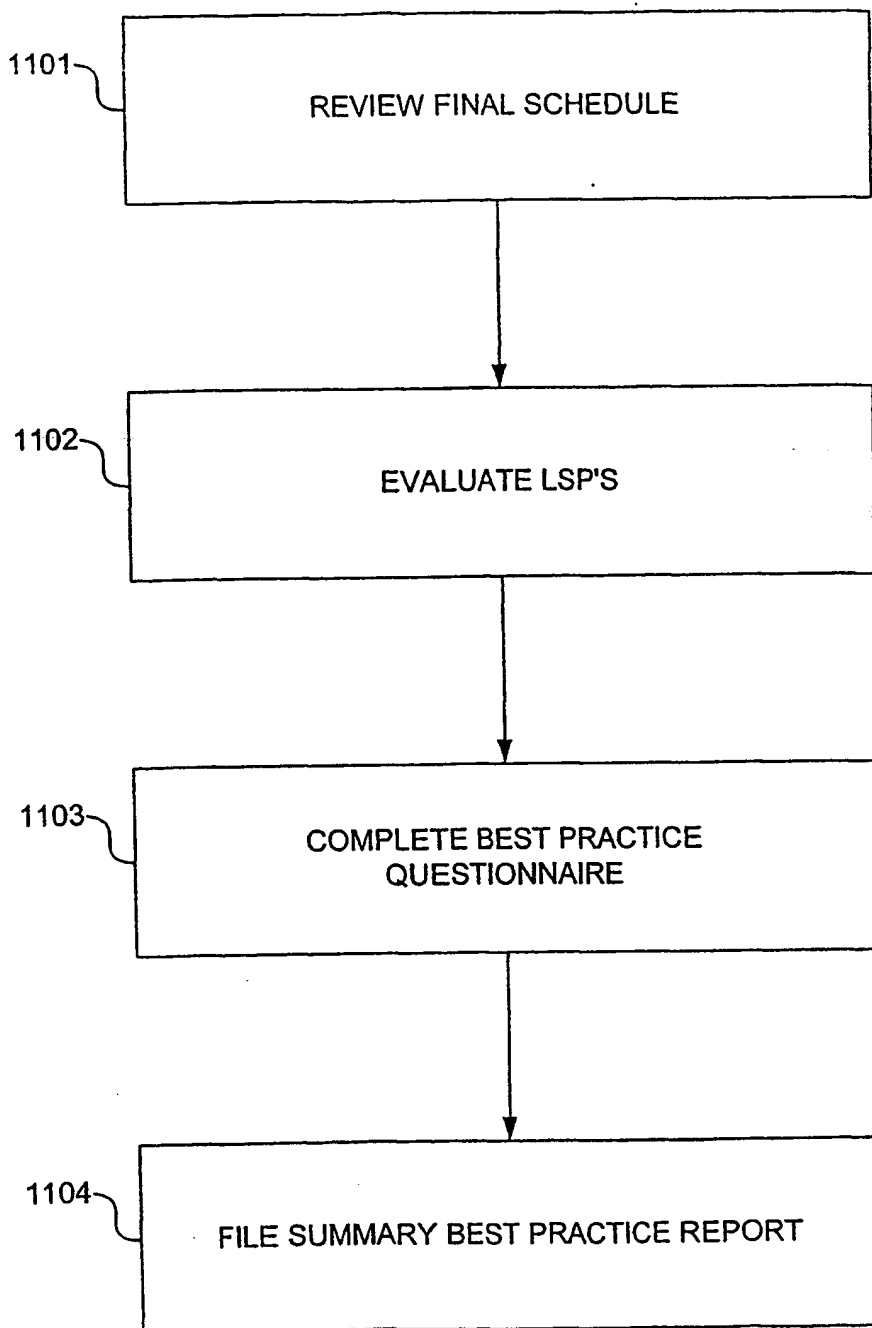 1101
REVIEW FINAL SCHEDULE
1102
EVALUATE LSP'S
1103
COMPLETE BEST PRACTICE
QUESTIONNAIRE
1104
FILE SUMMARY BEST PRACTICE REPORT